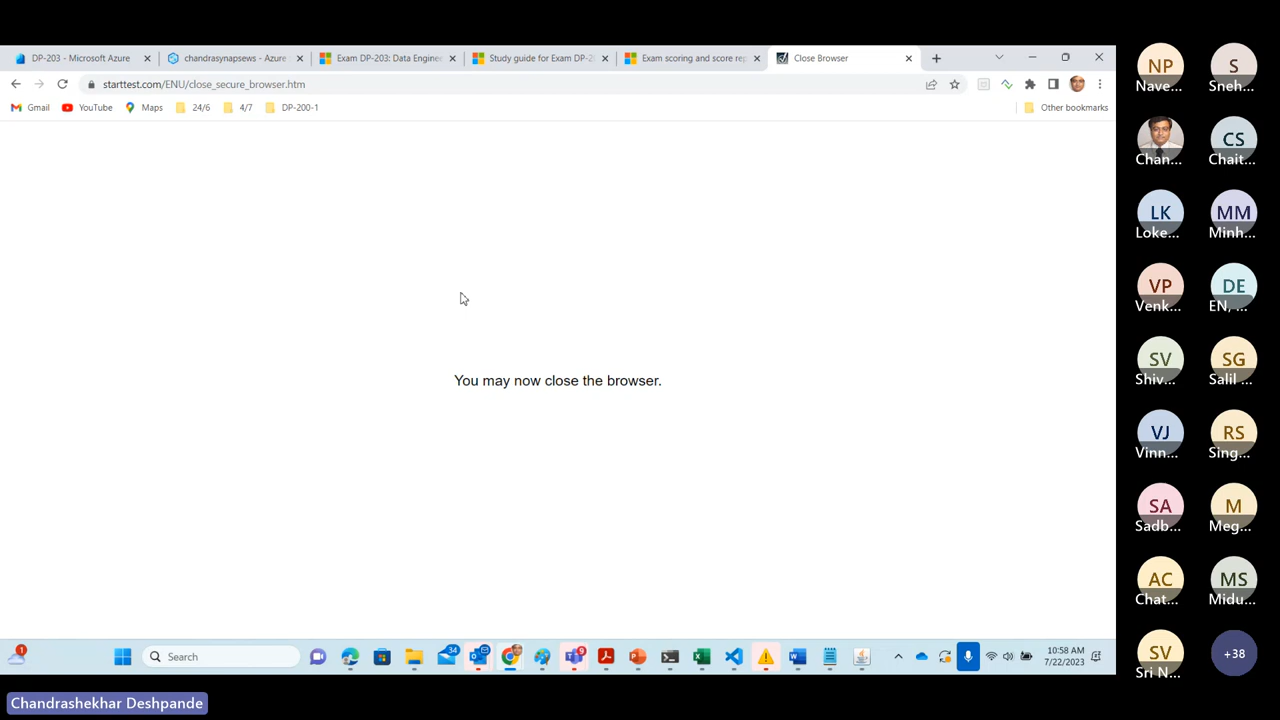 DP-203 - Microsoft Azure
chandrasynapsews - Azure
Exam DP-203: Data Enginee
Study guide for Exam DP-2
Exam scoring and score rep
Close Browser
starttest.com/ENU/close_secure_browser.htm
Gmail
YouTube
Maps
24/6
4/7
DP-200-1
Other bookmarks
You may now close the browser.
NP
Nave...
S
Sneh...
Chan...
CS
Chait...
LK
Loke...
MM
Minh...
VP
Venk...
DE
EN, ...
SV
Shiv...
SG
Salil ...
VJ
Vinn...
RS
Sing...
SA
Sadb...
M
Meg...
AC
Chat...
MS
Midu...
SV
Sri N...
+38
1
Search
34
9
10:58 AM
7/22/2023
Chandrashekhar Deshpande